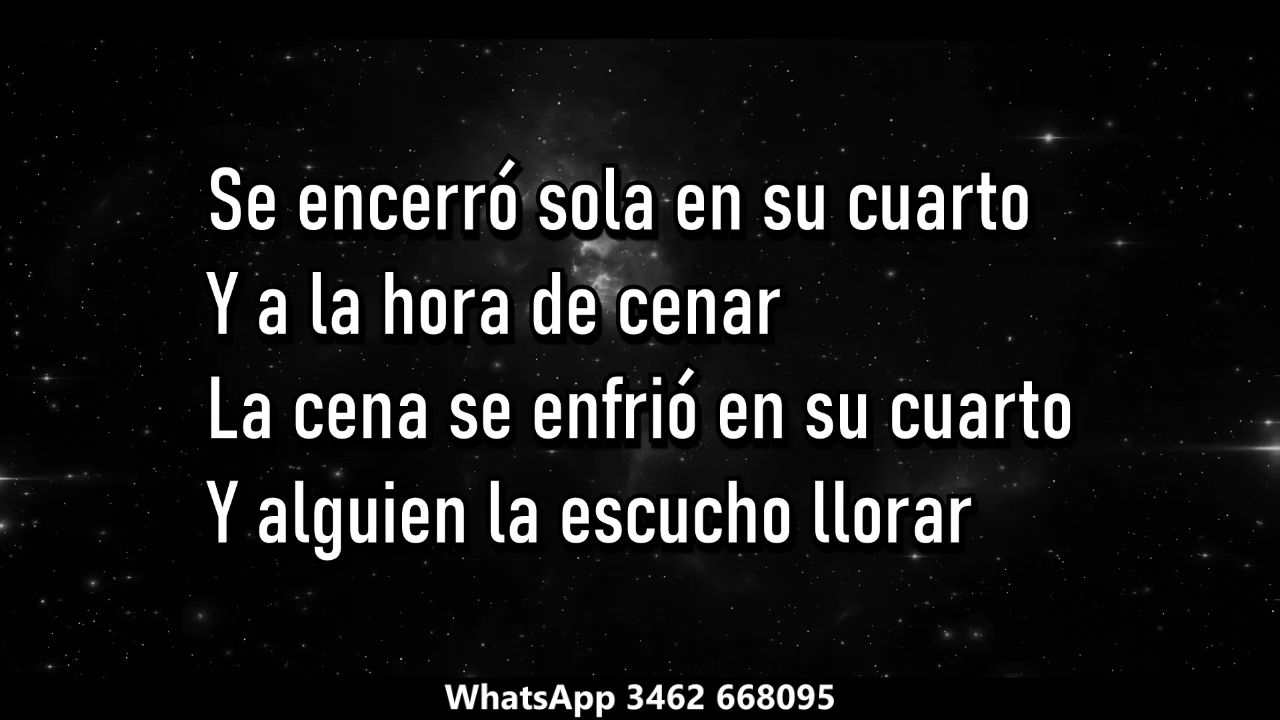 Se encerró sola en su cuarto
Y a la hora de cenar
La cena se enfrió en su cuarto
Y alguien la escucho llorar
WhatsApp 3462 668095